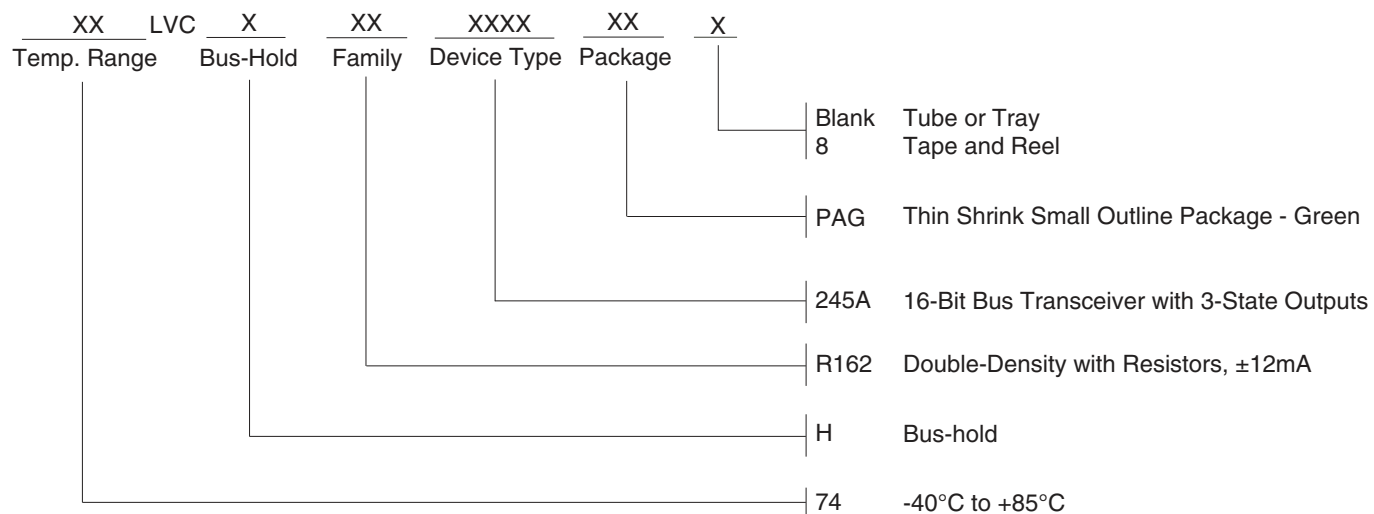 XX LVC X XX XXXX XX X
Temp. Range Bus-Hold Family Device Type Package
Blank Tube or Tray
8 Tape and Reel
PAG Thin Shrink Small Outline Package - Green
245A 16-Bit Bus Transceiver with 3-State Outputs
R162 Double-Density with Resistors, ±12mA
H Bus-hold
74 -40°C to +85°C